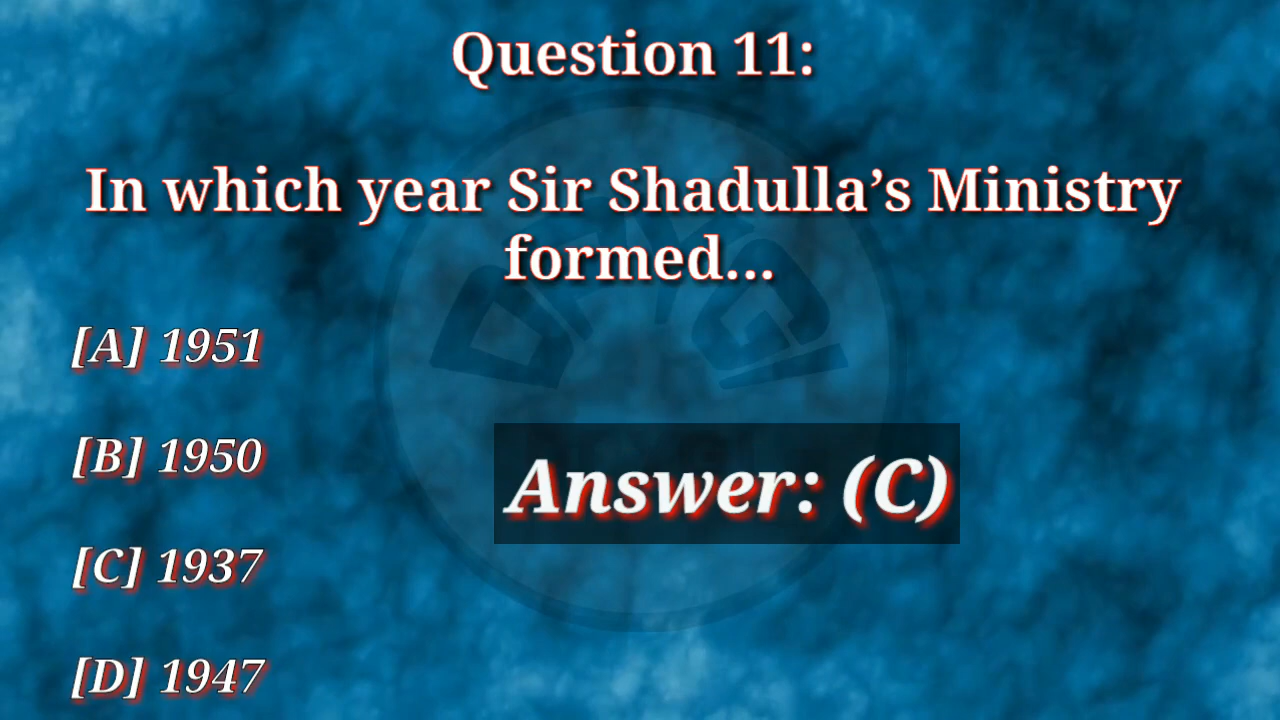 Question 11:
In which year Sir Shadulla’s Ministry
formed...
[A] 1951
[B] 1950
Answer: (C)
[C] 1937
[D] 1947